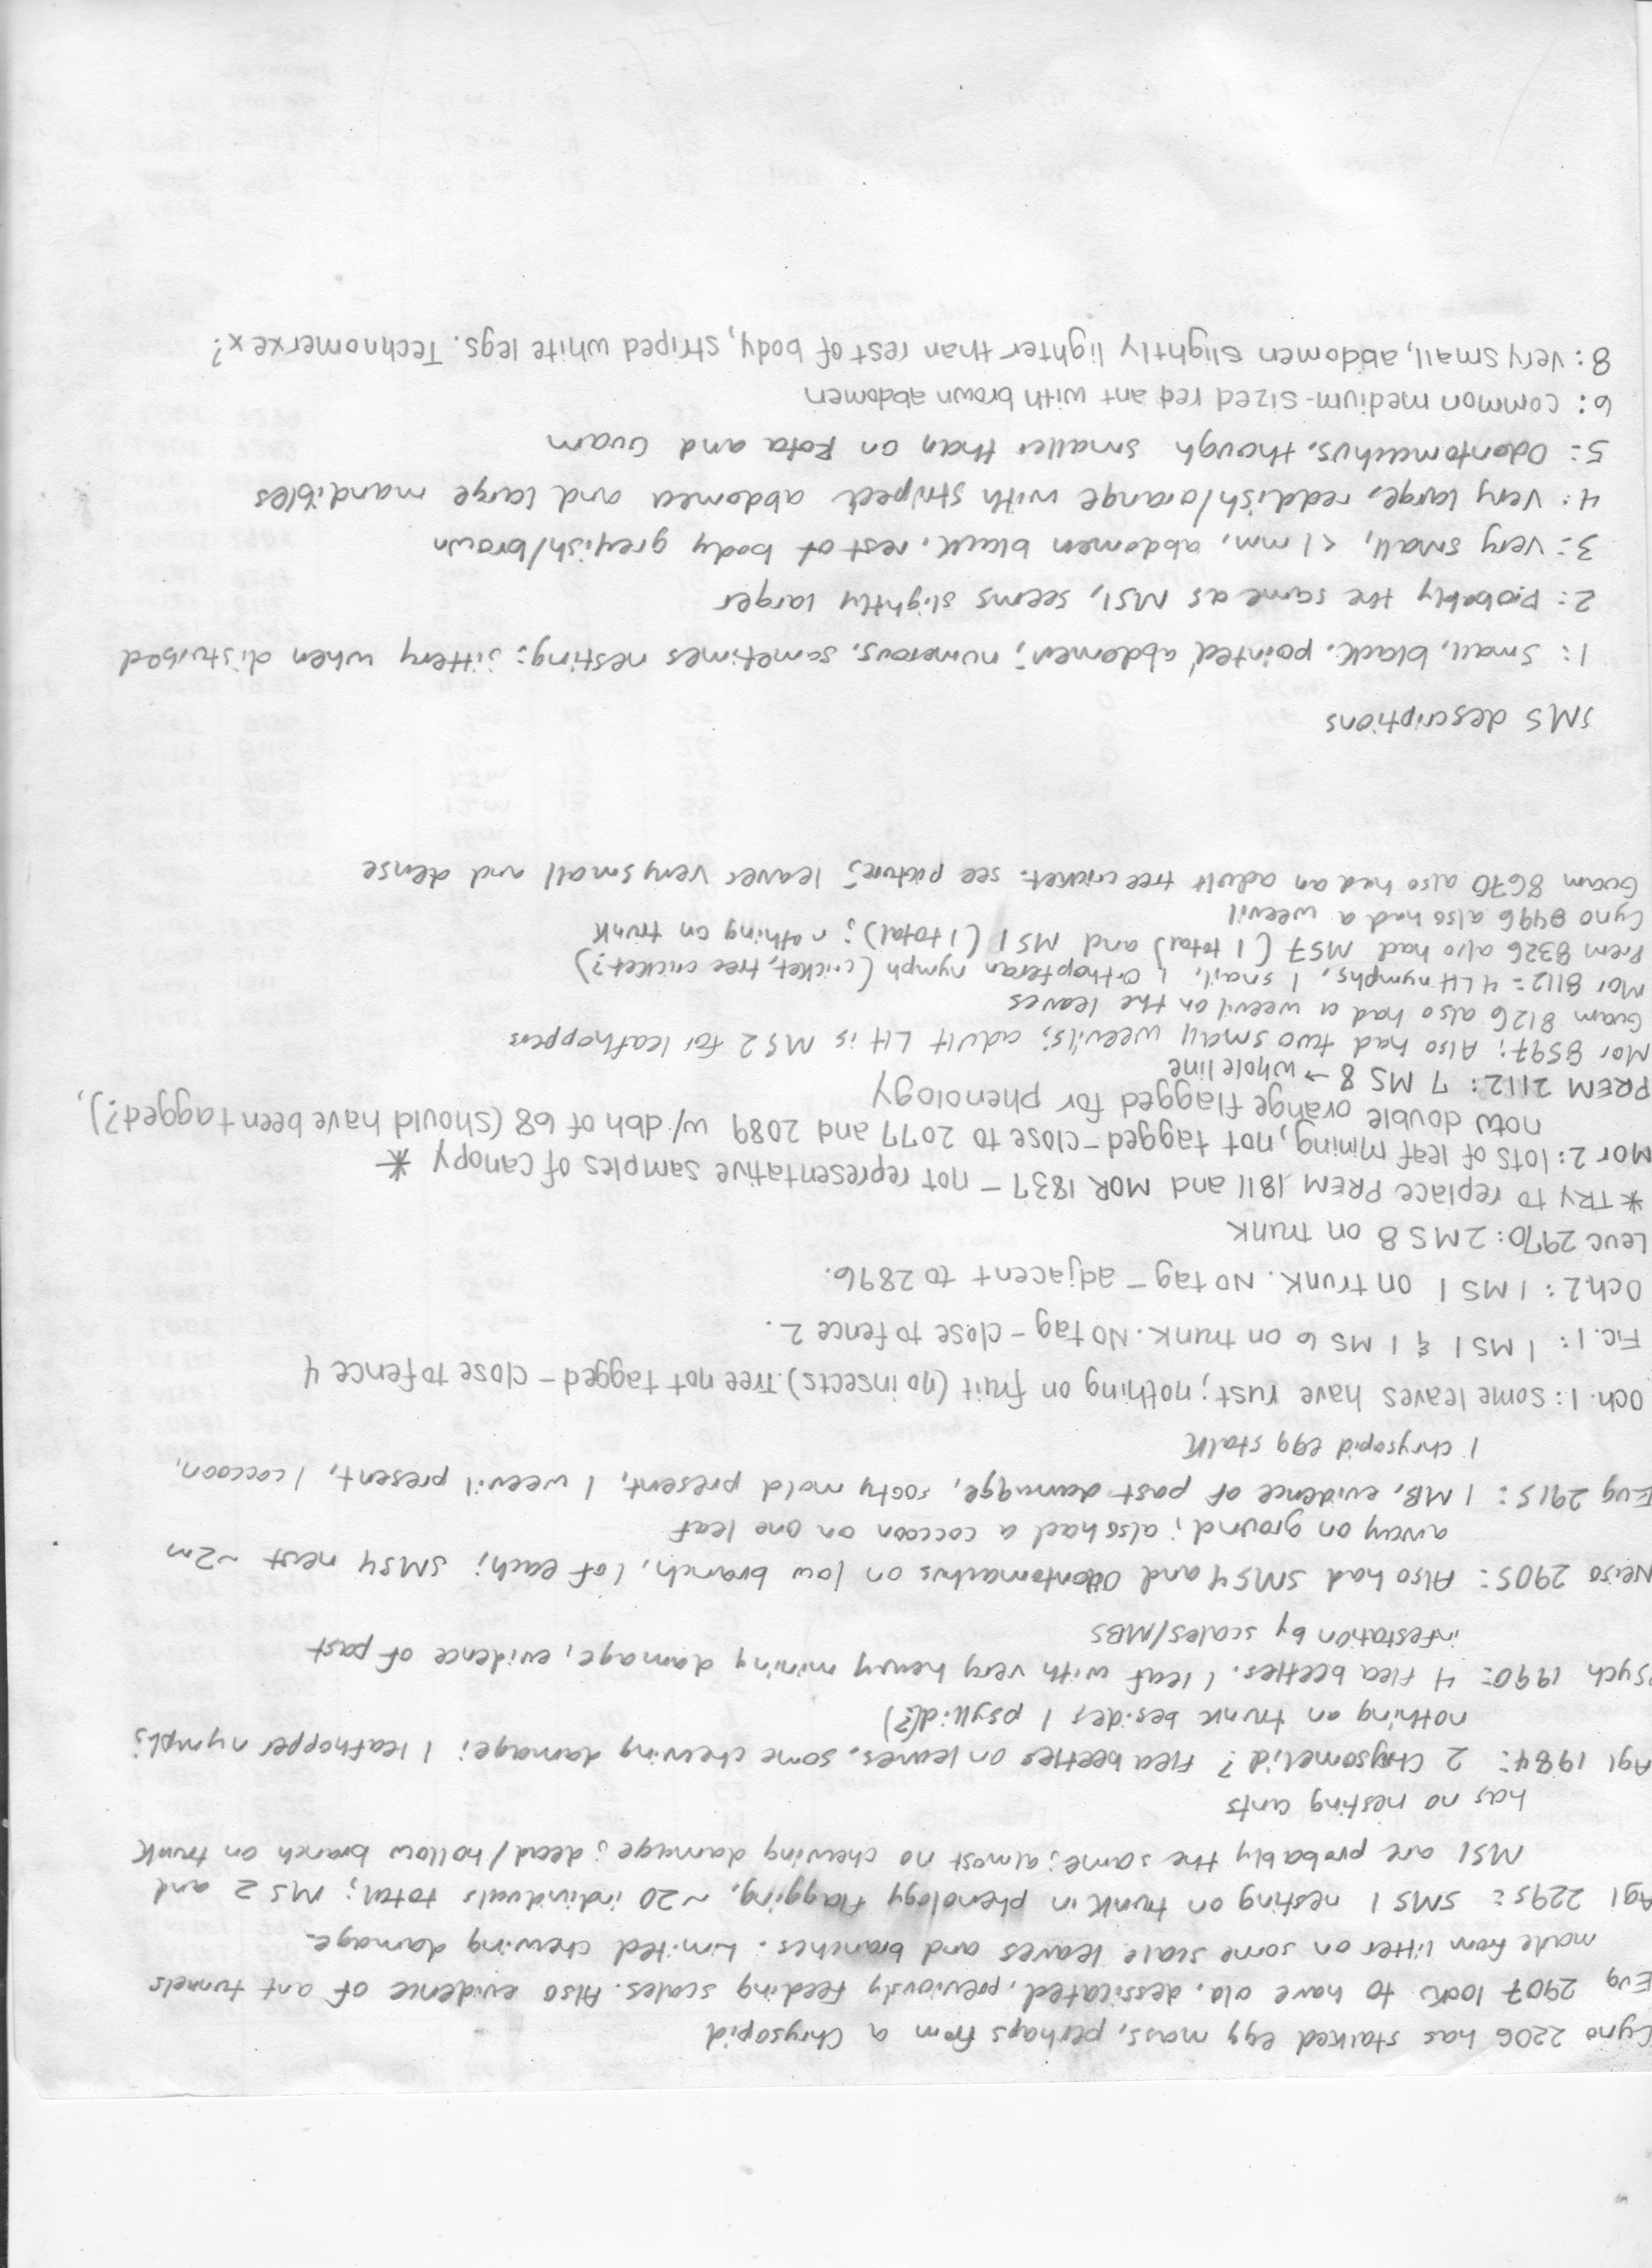 Cyno 2206 has stalked egg mass, perhaps from a Chrysopid
Eug 2907 looks to have old, dessicated, previously feeding scales. Also evidence of ant tunnels
made from litter on some scale leaves and branches. Limited chewing damage
Agl 2295: SMS 1 nesting on trunk in phenology flagging, ~20 individuals total; MS 2 and
MS1 are probably the same; almost no chewing damage; dead/hollow branch on trunk
has no nesting ants
Agl 1984: 2 Chrysomelid? flea beetles on leaves, some chewing damage; 1 leafhopper nymph;
nothing on trunk besides 1 psyllid(?)
Psych 1990: 4 flea beetles. 1 leaf with very heavy mining damage, evidence of past
infestation by scales/MBS
Neiso 2905: Also had SMS4 and Odontomachus on low branch, 1 of each; SMS4 nest ~2m
away on ground; also had a coccoon on one leaf
Eug 2915: 1 MB, evidence of past damage, sooty mold present, 1 weevil present, 1 coccoon,
1 chrysopid egg stalk
Och. 1: some leaves have rust; nothing on fruit (no insects). Tree not tagged - close to fence 4
Fic. 1: 1 MS 1 & 1 MS 6 on trunk. No tag - close to fence 2.
Och 2: 1 MS 1 on trunk. No tag - adjacent to 2896.
Leuc 2970: 2 MS 8 on trunk
* TRY to replace PREM 1811 and MOR 1837 - not representative samples of canopy *
Mor 2: lots of leaf mining, not tagged - close to 2077 and 2089 w/ dbh of 68 (should have been tagged?),
now double orange flagged for phenology
PREM 2112: 7 MS 8 → whole line
Mor 8597: Also had two small weevils; adult LH is MS 2 for leafhoppers
Guam 8126 also had a weevil on the leaves
Mor 8112: 4 LH nymphs, 1 snail, 1 Orthopteran nymph (cricket, tree cricket?)
Prem 8326 also had MS7 (1 total) and MS1 (1 total); nothing on trunk
Cyno 8496 also had a weevil
Guam 8670 also had an adult tree cricket. see picture; leaves very small and dense
SMS descriptions
1: Small, black, pointed abdomen; numerous, sometimes nesting; jittery when distrubed
2: Probably the same as MS1, seems slightly larger
3: very small, <1 mm, abdomen black, rest of body greyish/brown
4: Very large, reddish/orange with striped abdomen and large mandibles
5: Odontomachus, though smaller than on Rota and Guam
6: common medium-sized red ant with brown abdomen
8: very small, abdomen slightly lighter than rest of body, striped white legs. Technomerxex?